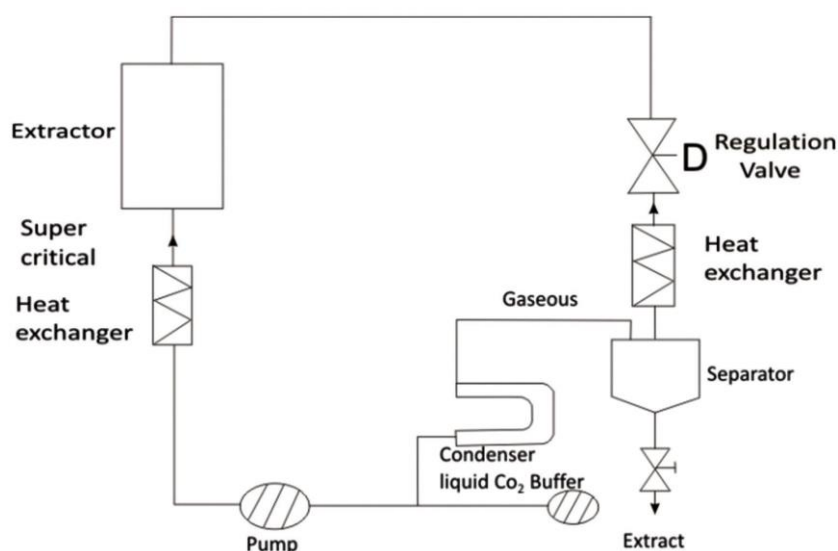 Extractor
D
Regulation
Valve
Super
critical
Heat
exchanger
Heat
exchanger
Gaseous
Separator
Condenser
liquid Co₂ Buffer
Pump
Extract